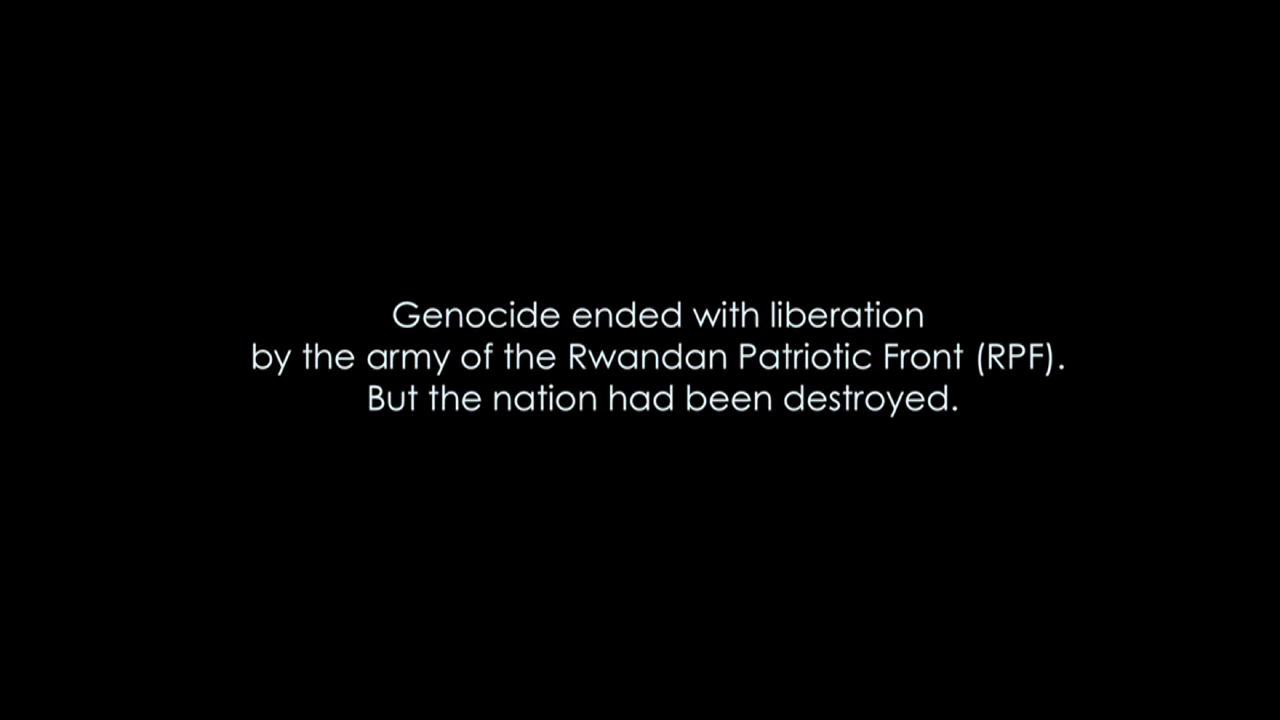 Genocide ended with liberation
by the army of the Rwandan Patriotic Front (RPF).
But the nation had been destroyed.